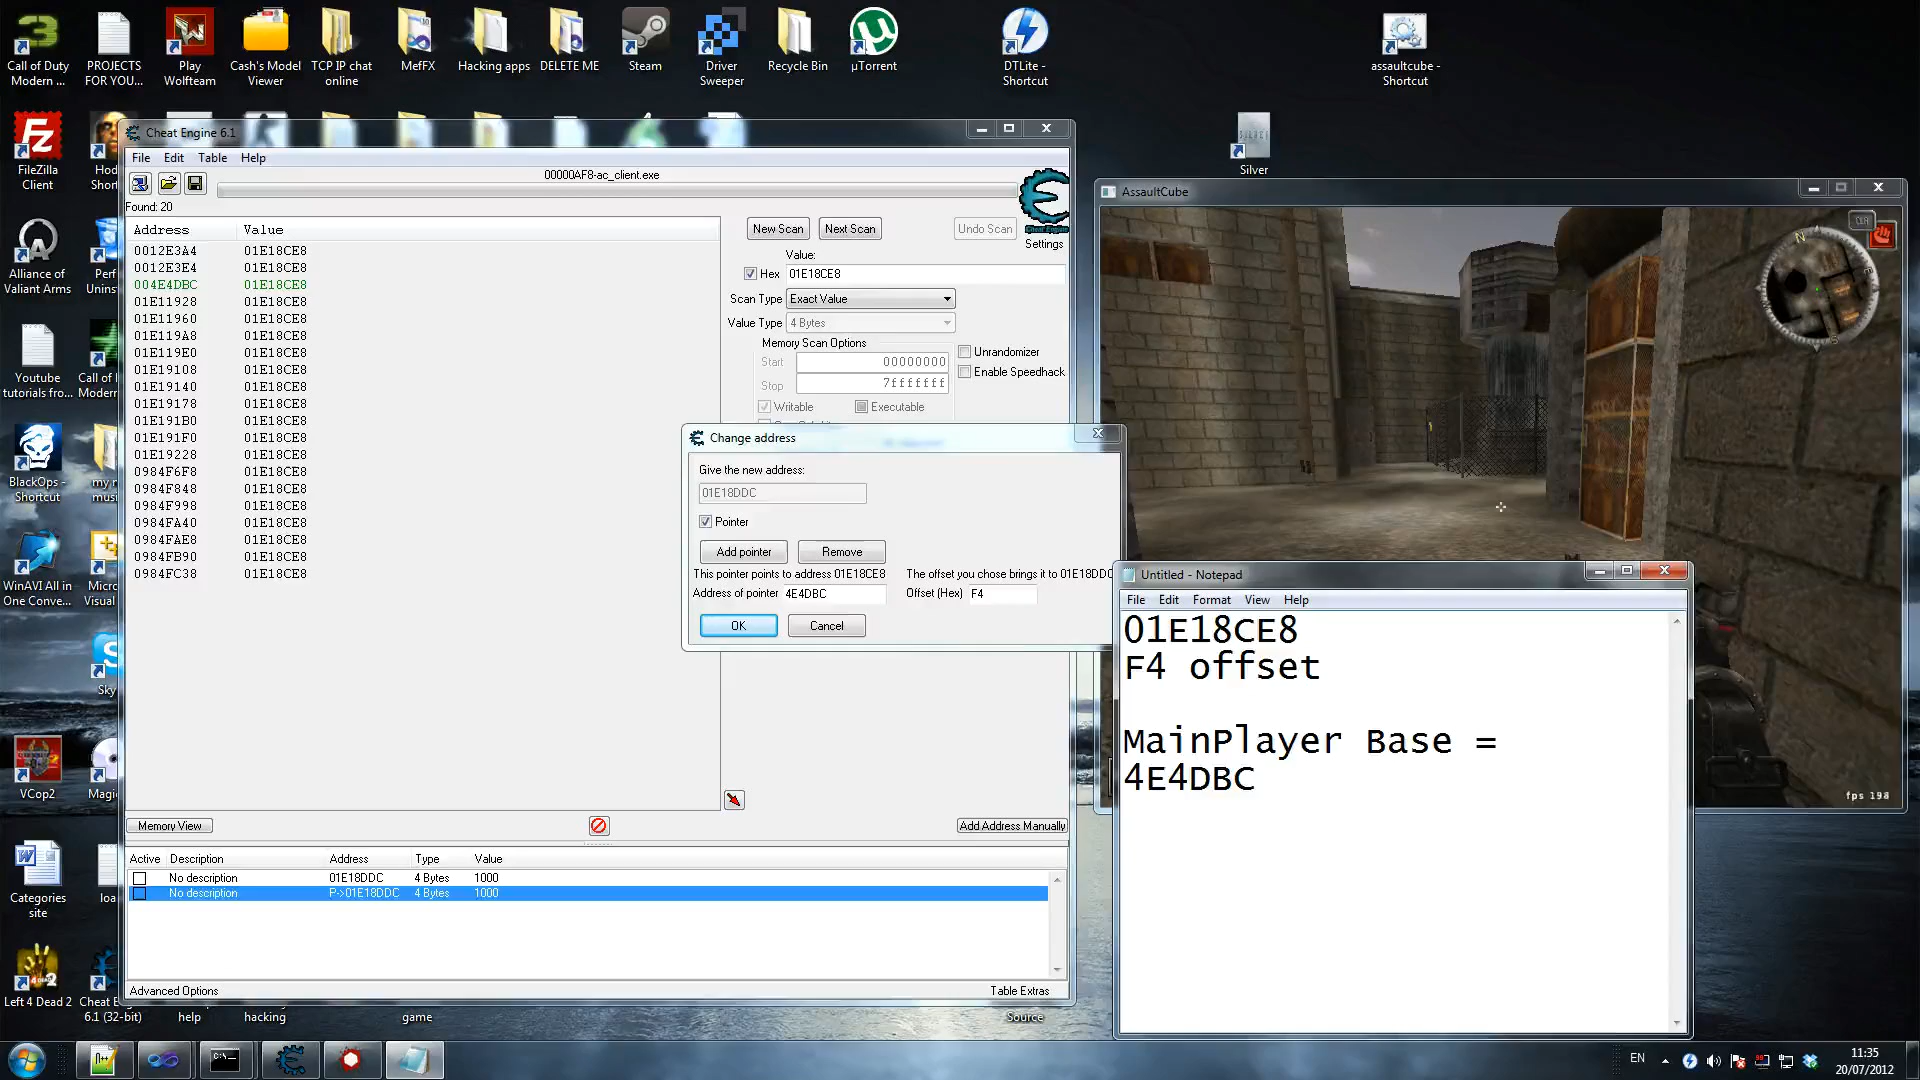 Call of Duty
Modern ...
PROJECTS
FOR YOU...
Play
Wolfteam
Cash's Model
Viewer
TCP IP chat
online
MefFX
Hacking apps
DELETE ME
Steam
Driver
Sweeper
Recycle Bin
µTorrent
DTLite -
Shortcut
assaultcube -
Shortcut
FileZilla
Client
Silver
Alliance of
Valiant Arms
Youtube
tutorials fro...
BlackOps -
Shortcut
WinAVI All in
One Conve...
VCop2
Categories
site
Left 4 Dead 2
Cheat En
6.1 (32-bit)
help
hacking
game
Source
Cheat Engine 6.1
File Edit Table Help
00000AF8-ac_client.exe
Found: 20
Address Value
0012E3A4 01E18CE8
0012E3E4 01E18CE8
004E4DBC 01E18CE8
01E11928 01E18CE8
01E11960 01E18CE8
01E119A8 01E18CE8
01E119E0 01E18CE8
01E19108 01E18CE8
01E19140 01E18CE8
01E19178 01E18CE8
01E191B0 01E18CE8
01E191F0 01E18CE8
01E19228 01E18CE8
0984F6F8 01E18CE8
0984F848 01E18CE8
0984F998 01E18CE8
0984FA40 01E18CE8
0984FAE8 01E18CE8
0984FB90 01E18CE8
0984FC38 01E18CE8
New Scan Next Scan Undo Scan
Cheat Engine
Settings
Value:
Hex 01E18CE8
Scan Type Exact Value
Value Type 4 Bytes
Memory Scan Options
Start 00000000
Stop 7fffffff
Unrandomizer
Enable Speedhack
Writable Executable
Memory View
Add Address Manually
Active Description Address Type Value
No description 01E18DDC 4 Bytes 1000
No description P->01E18DDC 4 Bytes 1000
Advanced Options Table Extras
Change address
Give the new address:
01E18DDC
Pointer
Add pointer Remove
This pointer points to address 01E18CE8 The offset you chose brings it to 01E18DDC
Address of pointer 4E4DBC Offset (Hex) F4
OK Cancel
AssaultCube
N
fps 198
Untitled - Notepad
File Edit Format View Help
01E18CE8
F4 offset
MainPlayer Base =
4E4DBC
EN
11:35
20/07/2012